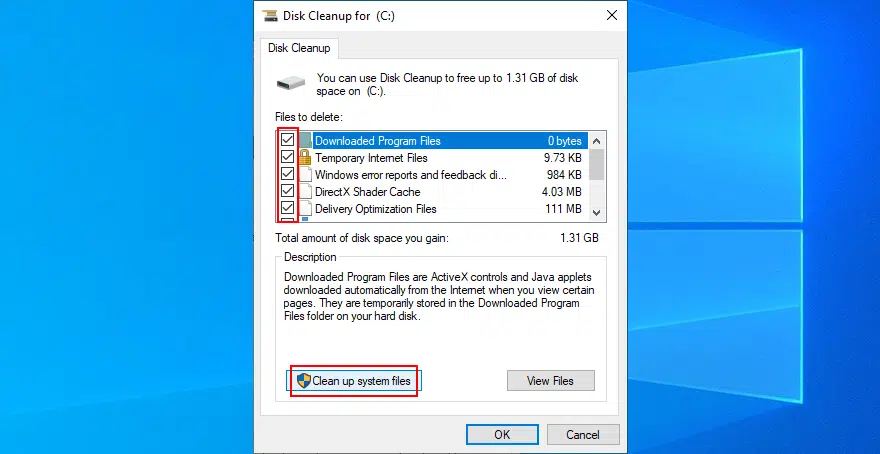 Disk Cleanup for (C:)
Disk Cleanup
You can use Disk Cleanup to free up to 1.31 GB of disk
space on (C:).
Files to delete:
Downloaded Program Files 0 bytes
Temporary Internet Files 9.73 KB
Windows error reports and feedback di... 984 KB
DirectX Shader Cache 4.03 MB
Delivery Optimization Files 111 MB
Total amount of disk space you gain: 1.31 GB
Description
Downloaded Program Files are ActiveX controls and Java applets
downloaded automatically from the Internet when you view certain
pages. They are temporarily stored in the Downloaded Program
Files folder on your hard disk.
Clean up system files View Files
OK Cancel